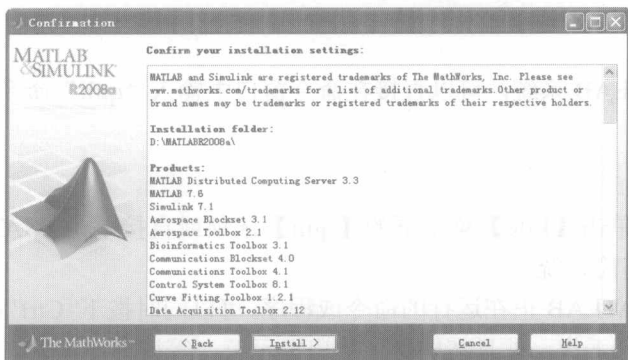 Confirmation
MATLAB
&SIMULINK
R2008a
Confirm your installation settings:
MATLAB and Simulink are registered trademarks of The MathWorks, Inc. Please see
www.mathworks.com/trademarks for a list of additional trademarks.Other product or
brand names may be trademarks or registered trademarks of their respective holders.
Installation folder:
D:\MATLABR2008a\
Products:
MATLAB Distributed Computing Server 3.3
MATLAB 7.6
Simulink 7.1
Aerospace Blockset 3.1
Aerospace Toolbox 2.1
Bioinformatics Toolbox 3.1
Communications Blockset 4.0
Communications Toolbox 4.1
Control System Toolbox 8.1
Curve Fitting Toolbox 1.2.1
Data Acquisition Toolbox 2.12
The MathWorks
< Back
Install >
Cancel
Help